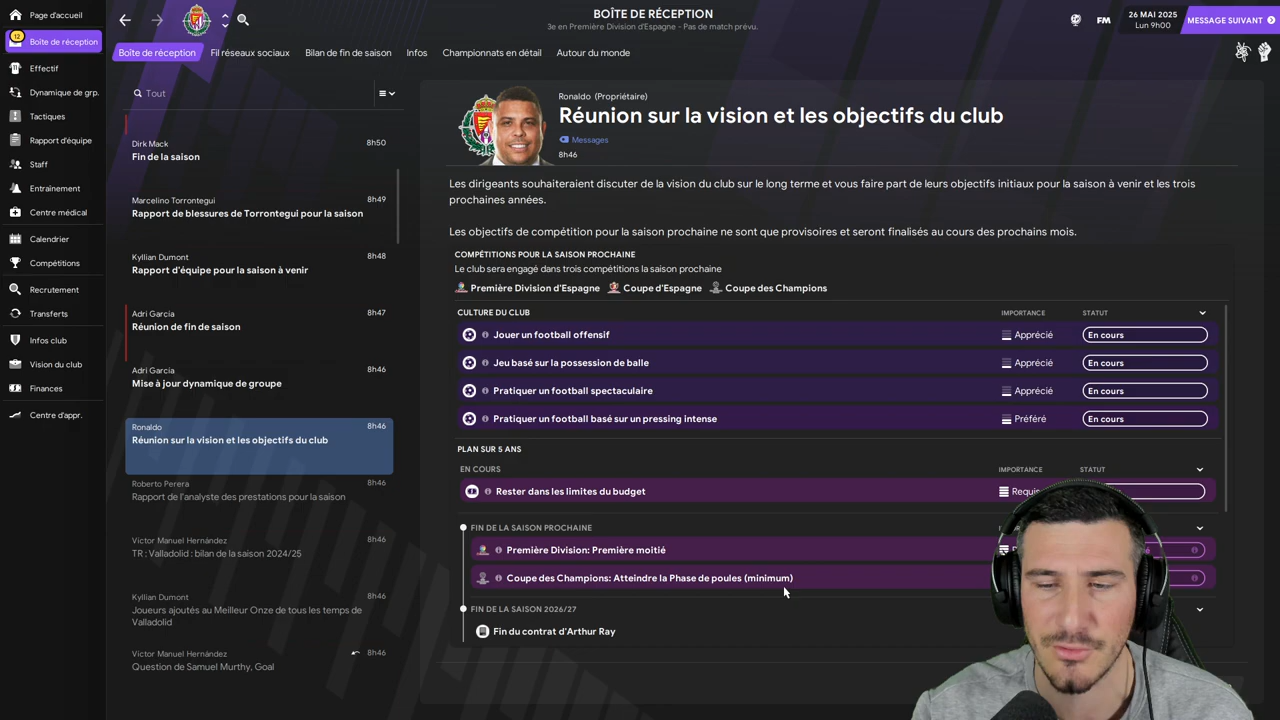 Page d'accueil
12
Boîte de réception
Effectif
Dynamique de grp.
Tactiques
Rapport d'équipe
Staff
Entraînement
Centre médical
Calendrier
Compétitions
Recrutement
Transferts
Infos club
Vision du club
Finances
Centre d'appr.
BOÎTE DE RÉCEPTION
3e en Première Division d'Espagne - Pas de match prévu.
FM
26 MAI 2025
Lun 9h00
MESSAGE SUIVANT
Boîte de réception
Fil réseaux sociaux
Bilan de fin de saison
Infos
Championnats en détail
Autour du monde
Tout
Dirk Mack
8h50
Fin de la saison
Marcelino Torrontegui
8h49
Rapport de blessures de Torrontegui pour la saison
Kyllian Dumont
8h48
Rapport d'équipe pour la saison à venir
Adri García
8h47
Réunion de fin de saison
Adri García
8h46
Mise à jour dynamique de groupe
Ronaldo
8h46
Réunion sur la vision et les objectifs du club
Roberto Perera
8h46
Rapport de l'analyste des prestations pour la saison
Víctor Manuel Hernández
8h46
TR : Valladolid : bilan de la saison 2024/25
Kyllian Dumont
8h46
Joueurs ajoutés au Meilleur Onze de tous les temps de
Valladolid
Víctor Manuel Hernández
8h46
Question de Samuel Murthy, Goal
Ronaldo (Propriétaire)
Réunion sur la vision et les objectifs du club
Messages
8h46
Les dirigeants souhaiteraient discuter de la vision du club sur le long terme et vous faire part de leurs objectifs initiaux pour la saison à venir et les trois
prochaines années.
Les objectifs de compétition pour la saison prochaine ne sont que provisoires et seront finalisés au cours des prochains mois.
COMPÉTITIONS POUR LA SAISON PROCHAINE
Le club sera engagé dans trois compétitions la saison prochaine
Première Division d'Espagne
Coupe d'Espagne
Coupe des Champions
CULTURE DU CLUB
IMPORTANCE
STATUT
Jouer un football offensif
Apprécié
En cours
Jeu basé sur la possession de balle
Apprécié
En cours
Pratiquer un football spectaculaire
Apprécié
En cours
Pratiquer un football basé sur un pressing intense
Préféré
En cours
PLAN SUR 5 ANS
EN COURS
IMPORTANCE
STATUT
Rester dans les limites du budget
FIN DE LA SAISON PROCHAINE
Première Division: Première moitié
Coupe des Champions: Atteindre la Phase de poules (minimum)
FIN DE LA SAISON 2026/27
Fin du contrat d'Arthur Ray